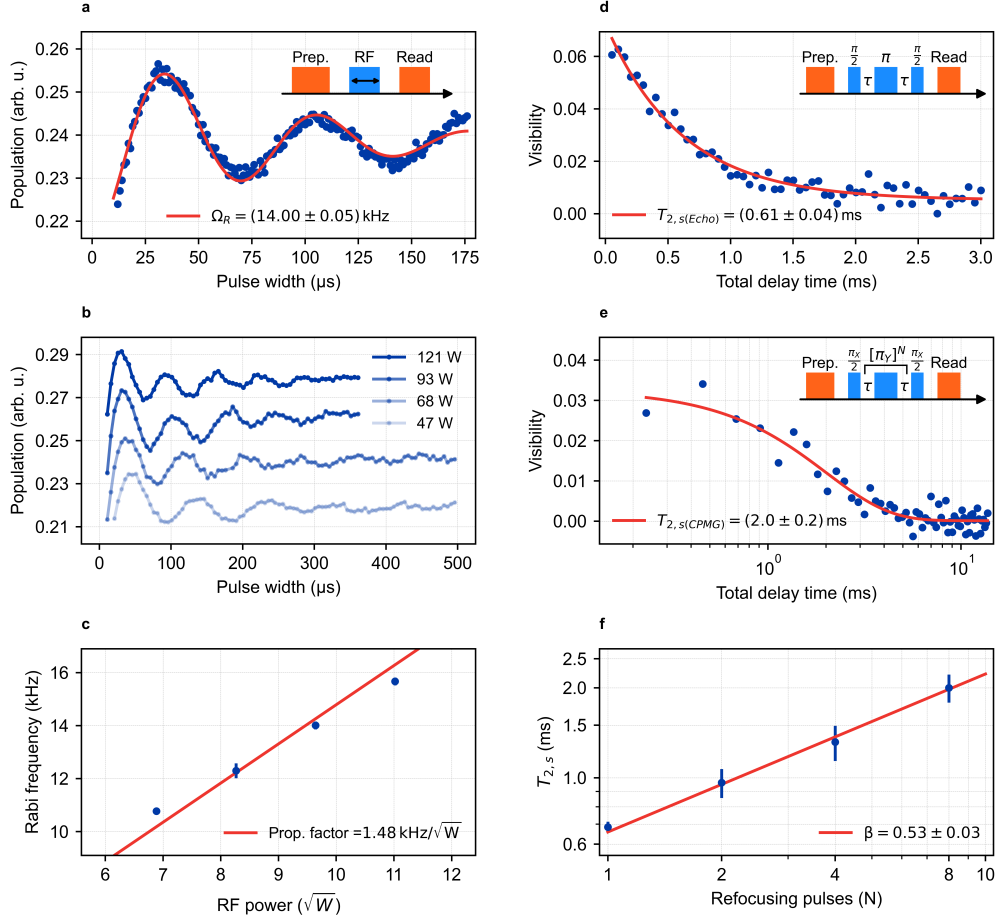 a
Population (arb. u.)
0.26
0.25
0.24
0.23
0.22
Prep. RF Read
Ω_R = (14.00 ± 0.05) kHz
0 25 50 75 100 125 150 175
Pulse width (µs)
b
Population (arb. u.)
0.29
0.27
0.25
0.23
0.21
121 W
93 W
68 W
47 W
0 100 200 300 400 500
Pulse width (µs)
c
Rabi frequency (kHz)
16
14
12
10
Prop. factor =1.48 kHz/√W
6 7 8 9 10 11 12
RF power (√W)
d
Visibility
0.06
0.04
0.02
0.00
Prep. π/2 π π/2 Read
τ τ
T_2,s(Echo) = (0.61 ± 0.04) ms
0.0 0.5 1.0 1.5 2.0 2.5 3.0
Total delay time (ms)
e
Visibility
0.04
0.03
0.02
0.01
0.00
Prep. π_X/2 [π_Y]^N π_X/2 Read
τ τ
T_2,s(CPMG) = (2.0 ± 0.2) ms
10^0 10^1
Total delay time (ms)
f
T_2,s (ms)
2.5
2.0
1.5
1.0
0.6
β = 0.53 ± 0.03
1 2 4 8 10
Refocusing pulses (N)